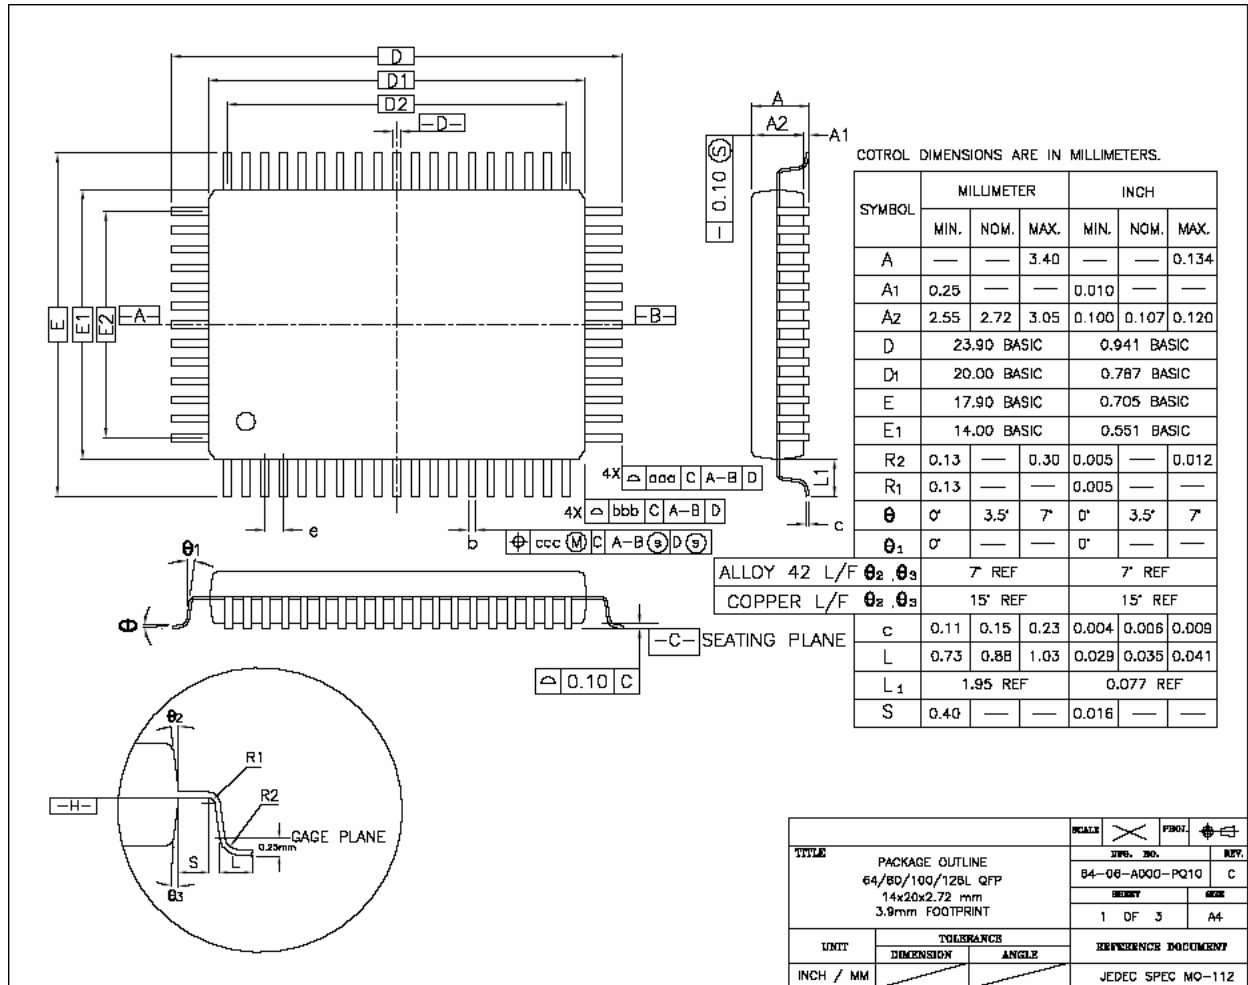 D
D1
D2
-D-
A
A2
A1
0.10 Ⓢ
E
E1
E2
-A-
-B-
4X ⌓ aaa C A-B D
4X ⌓ bbb C A-B D
⌖ ccc Ⓜ C A-B ⓢ D ⓢ
e
b
L1
c
θ1
θ
-C- SEATING PLANE
⌓ 0.10 C
θ2
R1
R2
-H-
GAGE PLANE
0.25mm
S
L
θ3
COTROL DIMENSIONS ARE IN MILLIMETERS.
SYMBOL MILLIMETER INCH
MIN. NOM. MAX. MIN. NOM. MAX.
A — — 3.40 — — 0.134
A1 0.25 — — 0.010 — —
A2 2.55 2.72 3.05 0.100 0.107 0.120
D 23.90 BASIC 0.941 BASIC
D1 20.00 BASIC 0.787 BASIC
E 17.90 BASIC 0.705 BASIC
E1 14.00 BASIC 0.551 BASIC
R2 0.13 — 0.30 0.005 — 0.012
R1 0.13 — — 0.005 — —
θ 0° 3.5° 7° 0° 3.5° 7°
θ1 0° — — 0° — —
ALLOY 42 L/F θ2 .θ3 7° REF 7° REF
COPPER L/F θ2 .θ3 15° REF 15° REF
c 0.11 0.15 0.23 0.004 0.006 0.009
L 0.73 0.88 1.03 0.029 0.035 0.041
L1 1.95 REF 0.077 REF
S 0.40 — — 0.016 — —
SCALE PROJ.
TITLE
PACKAGE OUTLINE
64/80/100/128L QFP
14x20x2.72 mm
3.9mm FOOTPRINT
DWG. NO. REV.
64-06-A000-PQ10 C
SHEET SIZE
1 OF 3 A4
UNIT TOLERANCE REFERENCE DOCUMENT
DIMENSION ANGLE
INCH / MM JEDEC SPEC MO-112